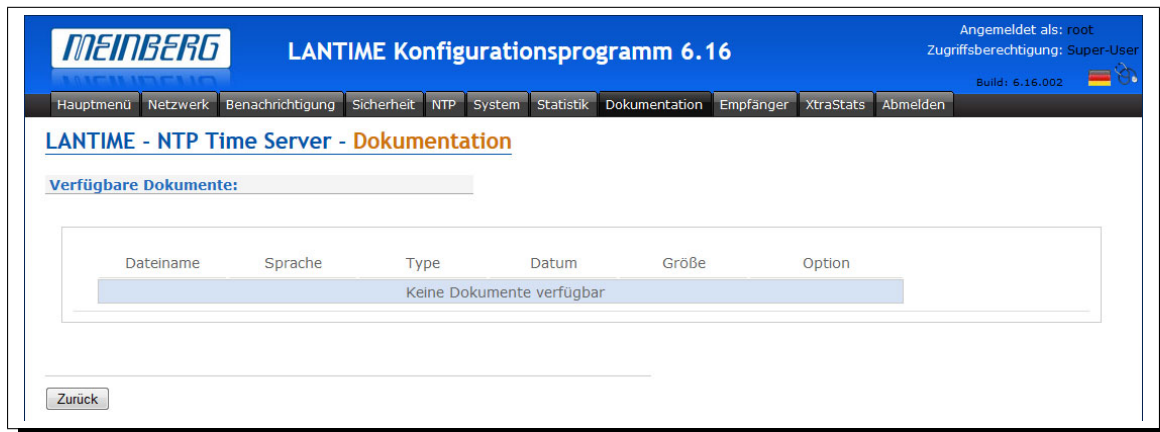 MEINBERG
LANTIME Konfigurationsprogramm 6.16
Angemeldet als: root
Zugriffsberechtigung: Super-User
Build: 6.16.002
Hauptmenü Netzwerk Benachrichtigung Sicherheit NTP System Statistik Dokumentation Empfänger XtraStats Abmelden
LANTIME - NTP Time Server - Dokumentation
Verfügbare Dokumente:
Dateiname Sprache Type Datum Größe Option
Keine Dokumente verfügbar
Zurück